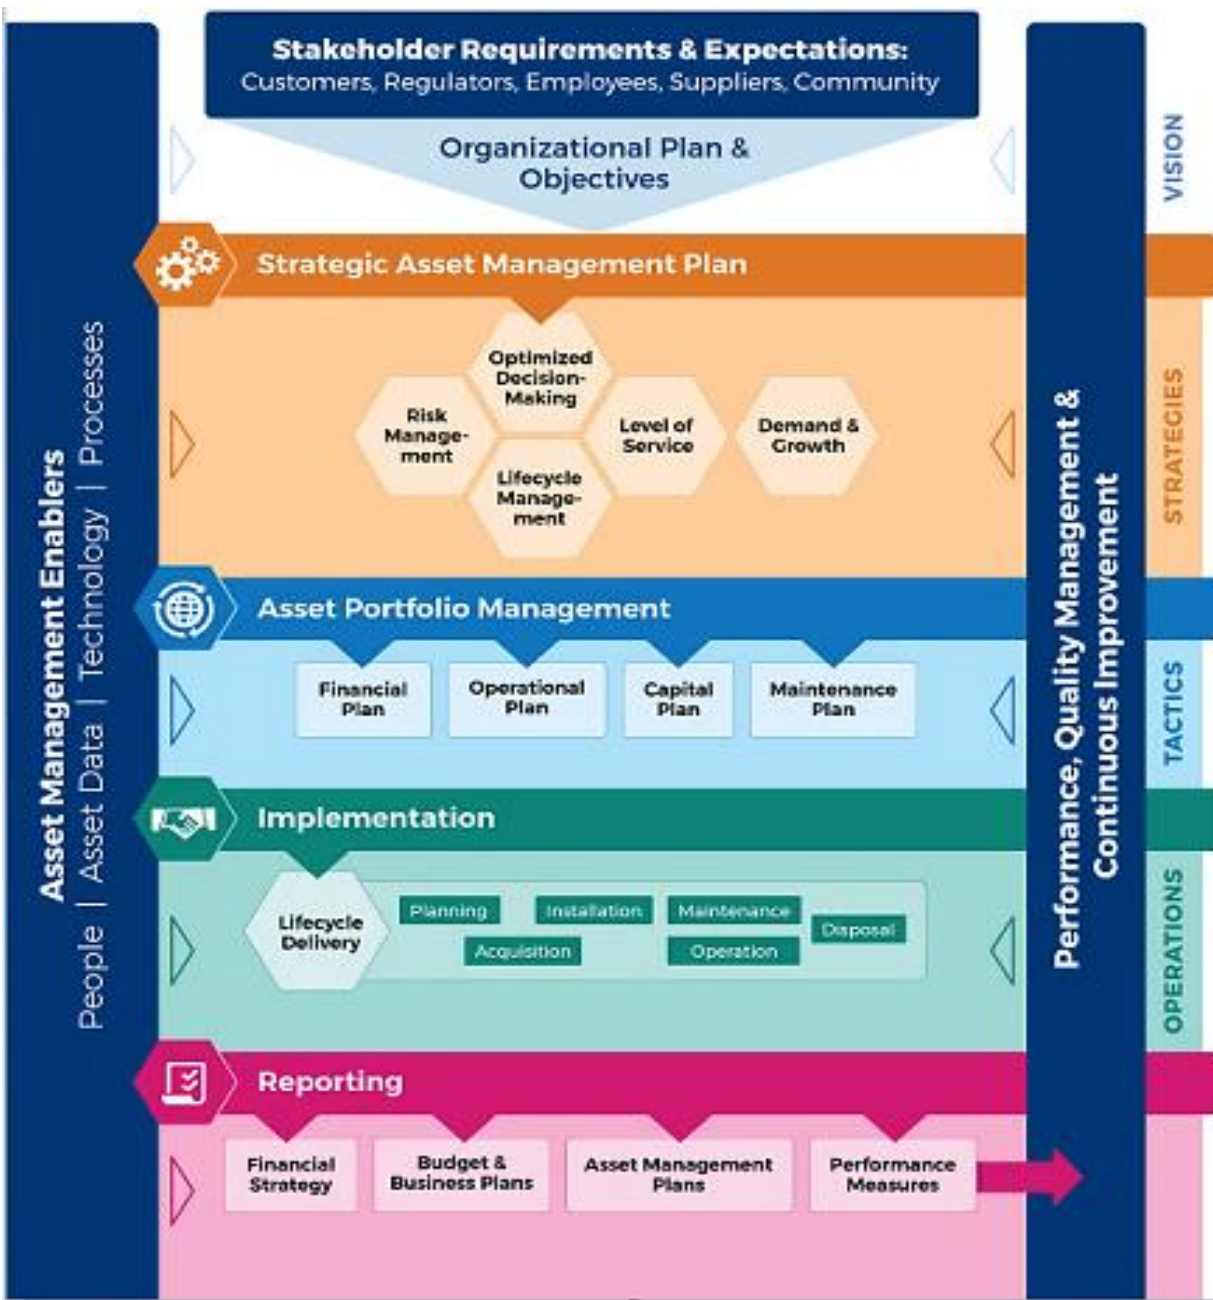 Stakeholder Requirements & Expectations:
Customers, Regulators, Employees, Suppliers, Community
Organizational Plan &
Objectives
VISION
Strategic Asset Management Plan
Optimized
Decision-
Making
Risk
Manage-
ment
Level of
Service
Demand &
Growth
Lifecycle
Manage-
ment
STRATEGIES
Asset Portfolio Management
Financial
Plan
Operational
Plan
Capital
Plan
Maintenance
Plan
TACTICS
Implementation
Lifecycle
Delivery
Planning
Installation
Maintenance
Disposal
Acquisition
Operation
OPERATIONS
Reporting
Financial
Strategy
Budget &
Business Plans
Asset Management
Plans
Performance
Measures
Asset Management Enablers
People | Asset Data | Technology | Processes
Performance, Quality Management &
Continuous Improvement